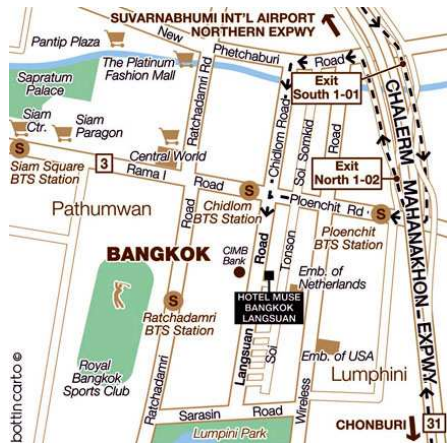 SUVARNABHUMI INT'L AIRPORT
NORTHERN EXPWY
Pantip Plaza
New
Phetchaburi
Road
The Platinum
Fashion Mall
Sapratum
Palace
Ratchadamri Rd
Exit
South 1-01
Siam
Ctr.
Siam
Paragon
Chidlom Road
Soi Somkid
Road
CHALERM MAHANAKHON EXPWY
Central World
Exit
North 1-02
S
Siam Square
BTS Station
3
Rama I
Road
S
Chidlom
BTS Station
Ploenchit Rd
S
Ploenchit
BTS Station
Pathumwan
Road
Road
Tonson
BANGKOK
CIMB
Bank
HOTEL MUSE
BANGKOK
LANGSUAN
Emb. of
Netherlands
S
Ratchadamri
BTS Station
Royal
Bangkok
Sports Club
Langsuan
Soi
Emb. of USA
Lumphini
Ratchadamri
Sarasin
Road
Wireless
Lumpini Park
CHONBURI
31
bottin carto ©